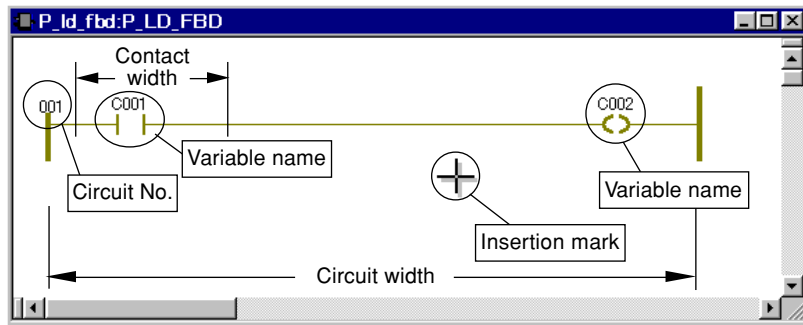 P_ld_fbd:P_LD_FBD
Contact
width
001
C001
C002
Variable name
Circuit No.
Variable name
Insertion mark
Circuit width